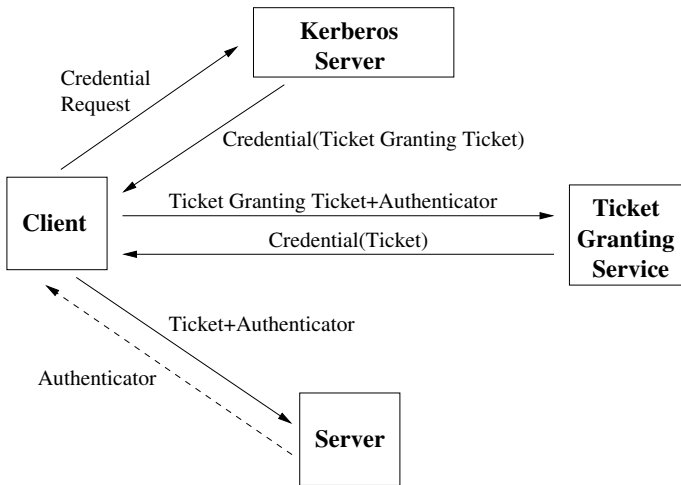 Kerberos
Server
Credential
Request
Credential(Ticket Granting Ticket)
Client
Ticket Granting Ticket+Authenticator
Credential(Ticket)
Ticket
Granting
Service
Ticket+Authenticator
Authenticator
Server